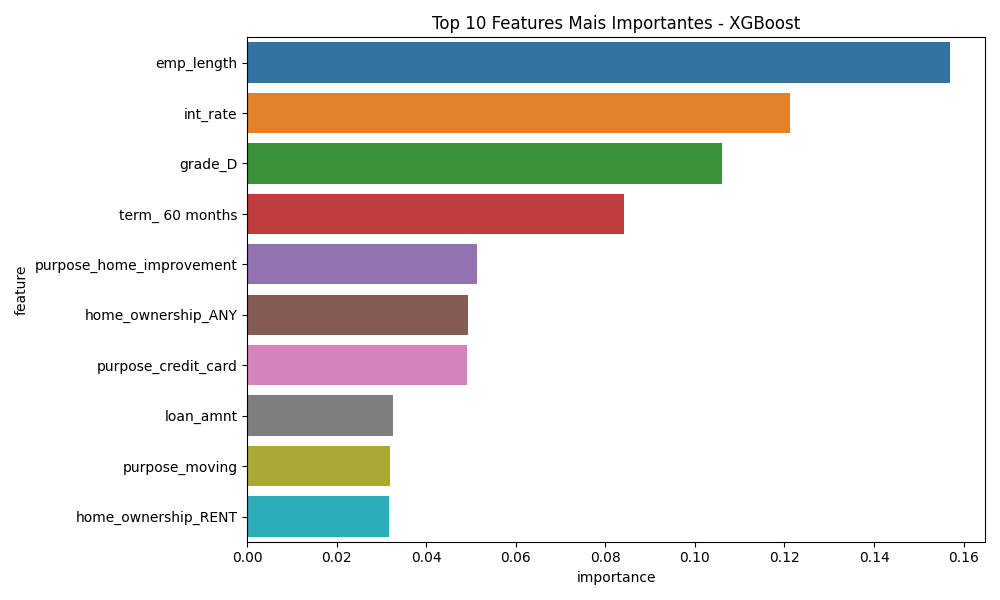 Top 10 Features Mais Importantes - XGBoost
emp_length
int_rate
grade_D
term_ 60 months
purpose_home_improvement
home_ownership_ANY
purpose_credit_card
loan_amnt
purpose_moving
home_ownership_RENT
feature
0.00 0.02 0.04 0.06 0.08 0.10 0.12 0.14 0.16
importance